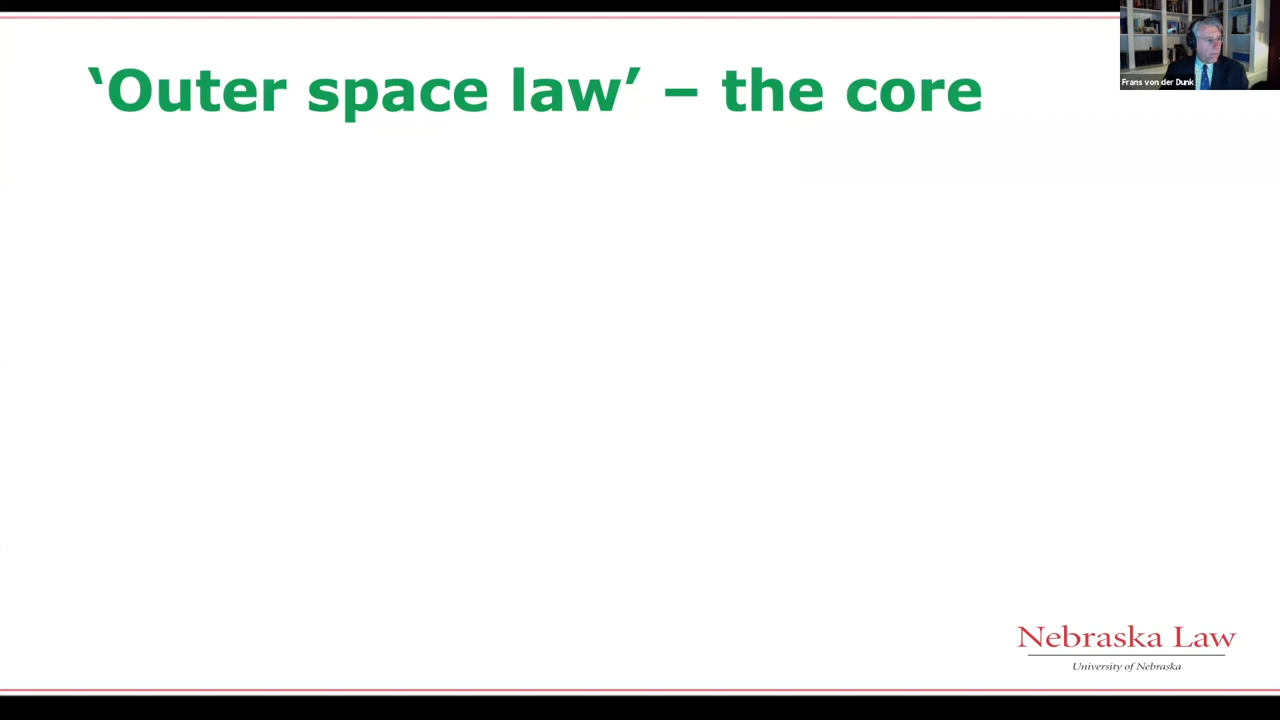 ‘Outer space law’ – the core
Frans von der Dunk
Nebraska Law
University of Nebraska